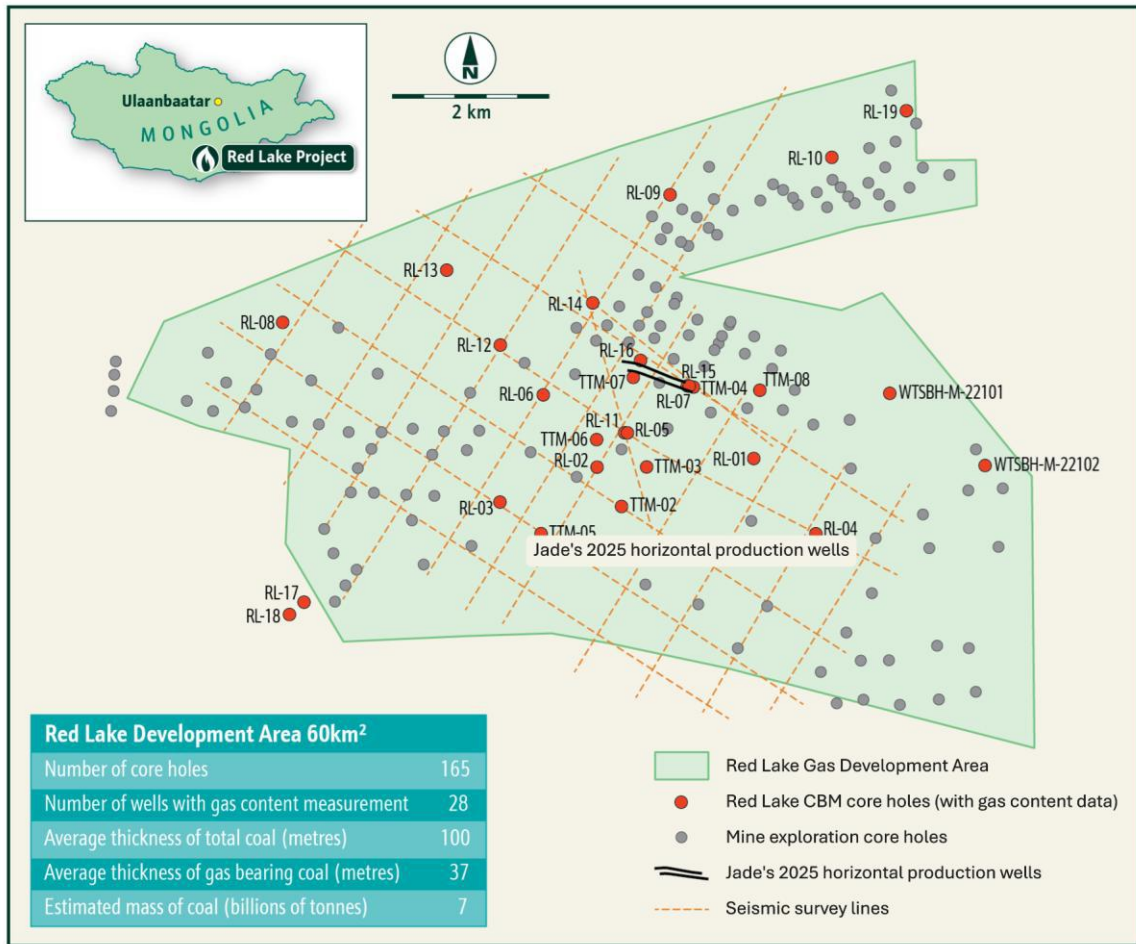 Ulaanbaatar
MONGOLIA
Red Lake Project
N
2 km
RL-19
RL-10
RL-09
RL-13
RL-14
RL-08
RL-12
RL-16
RL-15
TTM-07
TTM-04
TTM-08
RL-06
RL-07
WTSBH-M-22101
RL-11
RL-05
TTM-06
RL-02
TTM-03
RL-01
WTSBH-M-22102
RL-03
TTM-02
TTM-05
RL-04
Jade's 2025 horizontal production wells
RL-17
RL-18
Red Lake Development Area 60km²
Number of core holes 165
Number of wells with gas content measurement 28
Average thickness of total coal (metres) 100
Average thickness of gas bearing coal (metres) 37
Estimated mass of coal (billions of tonnes) 7
Red Lake Gas Development Area
Red Lake CBM core holes (with gas content data)
Mine exploration core holes
Jade's 2025 horizontal production wells
Seismic survey lines